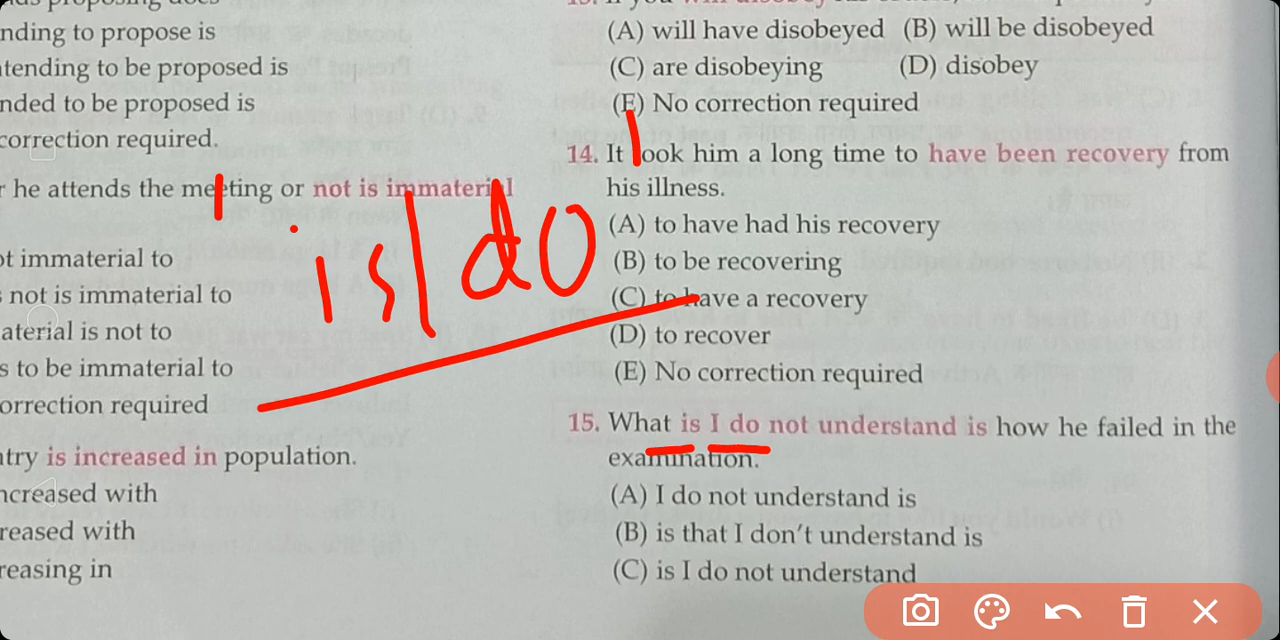 nding to propose is
tending to be proposed is
nded to be proposed is
correction required.
r he attends the meeting or not is immaterial
ot immaterial to
s not is immaterial to
aterial is not to
s to be immaterial to
orrection required
ntry is increased in population.
ncreased with
reased with
reasing in
is I do
(A) will have disobeyed (B) will be disobeyed
(C) are disobeying (D) disobey
(E) No correction required
14. It took him a long time to have been recovery from
his illness.
(A) to have had his recovery
(B) to be recovering
(C) to have a recovery
(D) to recover
(E) No correction required
15. What is I do not understand is how he failed in the
examination.
(A) I do not understand is
(B) is that I don't understand is
(C) is I do not understand